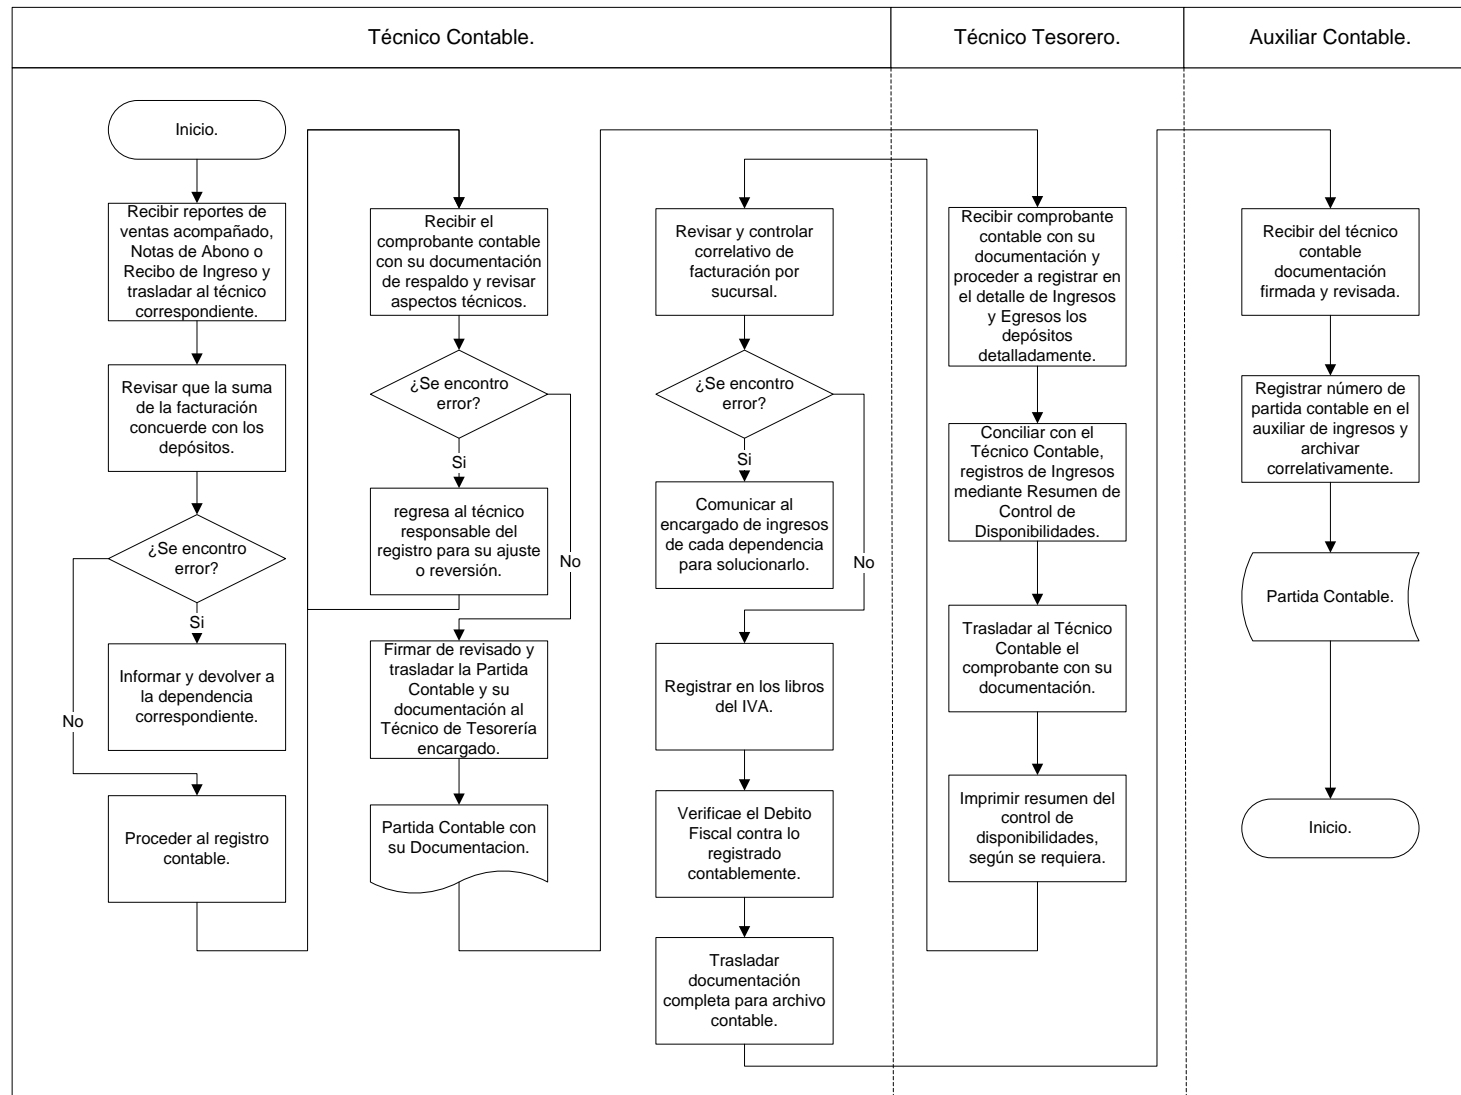 Técnico Contable.
Técnico Tesorero.
Auxiliar Contable.
Inicio.
Recibir reportes de
ventas acompañado,
Notas de Abono o
Recibo de Ingreso y
trasladar al técnico
correspondiente.
Revisar que la suma
de la facturación
concuerde con los
depósitos.
¿Se encontro
error?
Si
No
Informar y devolver a
la dependencia
correspondiente.
Proceder al registro
contable.
Recibir el
comprobante contable
con su documentación
de respaldo y revisar
aspectos técnicos.
¿Se encontro
error?
Si
No
regresa al técnico
responsable del
registro para su ajuste
o reversión.
Firmar de revisado y
trasladar la Partida
Contable y su
documentación al
Técnico de Tesorería
encargado.
Partida Contable con
su Documentacion.
Revisar y controlar
correlativo de
facturación por
sucursal.
¿Se encontro
error?
Si
No
Comunicar al
encargado de ingresos
de cada dependencia
para solucionarlo.
Registrar en los libros
del IVA.
Verificae el Debito
Fiscal contra lo
registrado
contablemente.
Trasladar
documentación
completa para archivo
contable.
Recibir comprobante
contable con su
documentación y
proceder a registrar en
el detalle de Ingresos
y Egresos los
depósitos
detalladamente.
Conciliar con el
Técnico Contable,
registros de Ingresos
mediante Resumen de
Control de
Disponibilidades.
Trasladar al Técnico
Contable el
comprobante con su
documentación.
Imprimir resumen del
control de
disponibilidades,
según se requiera.
Recibir del técnico
contable
documentación
firmada y revisada.
Registrar número de
partida contable en el
auxiliar de ingresos y
archivar
correlativamente.
Partida Contable.
Inicio.